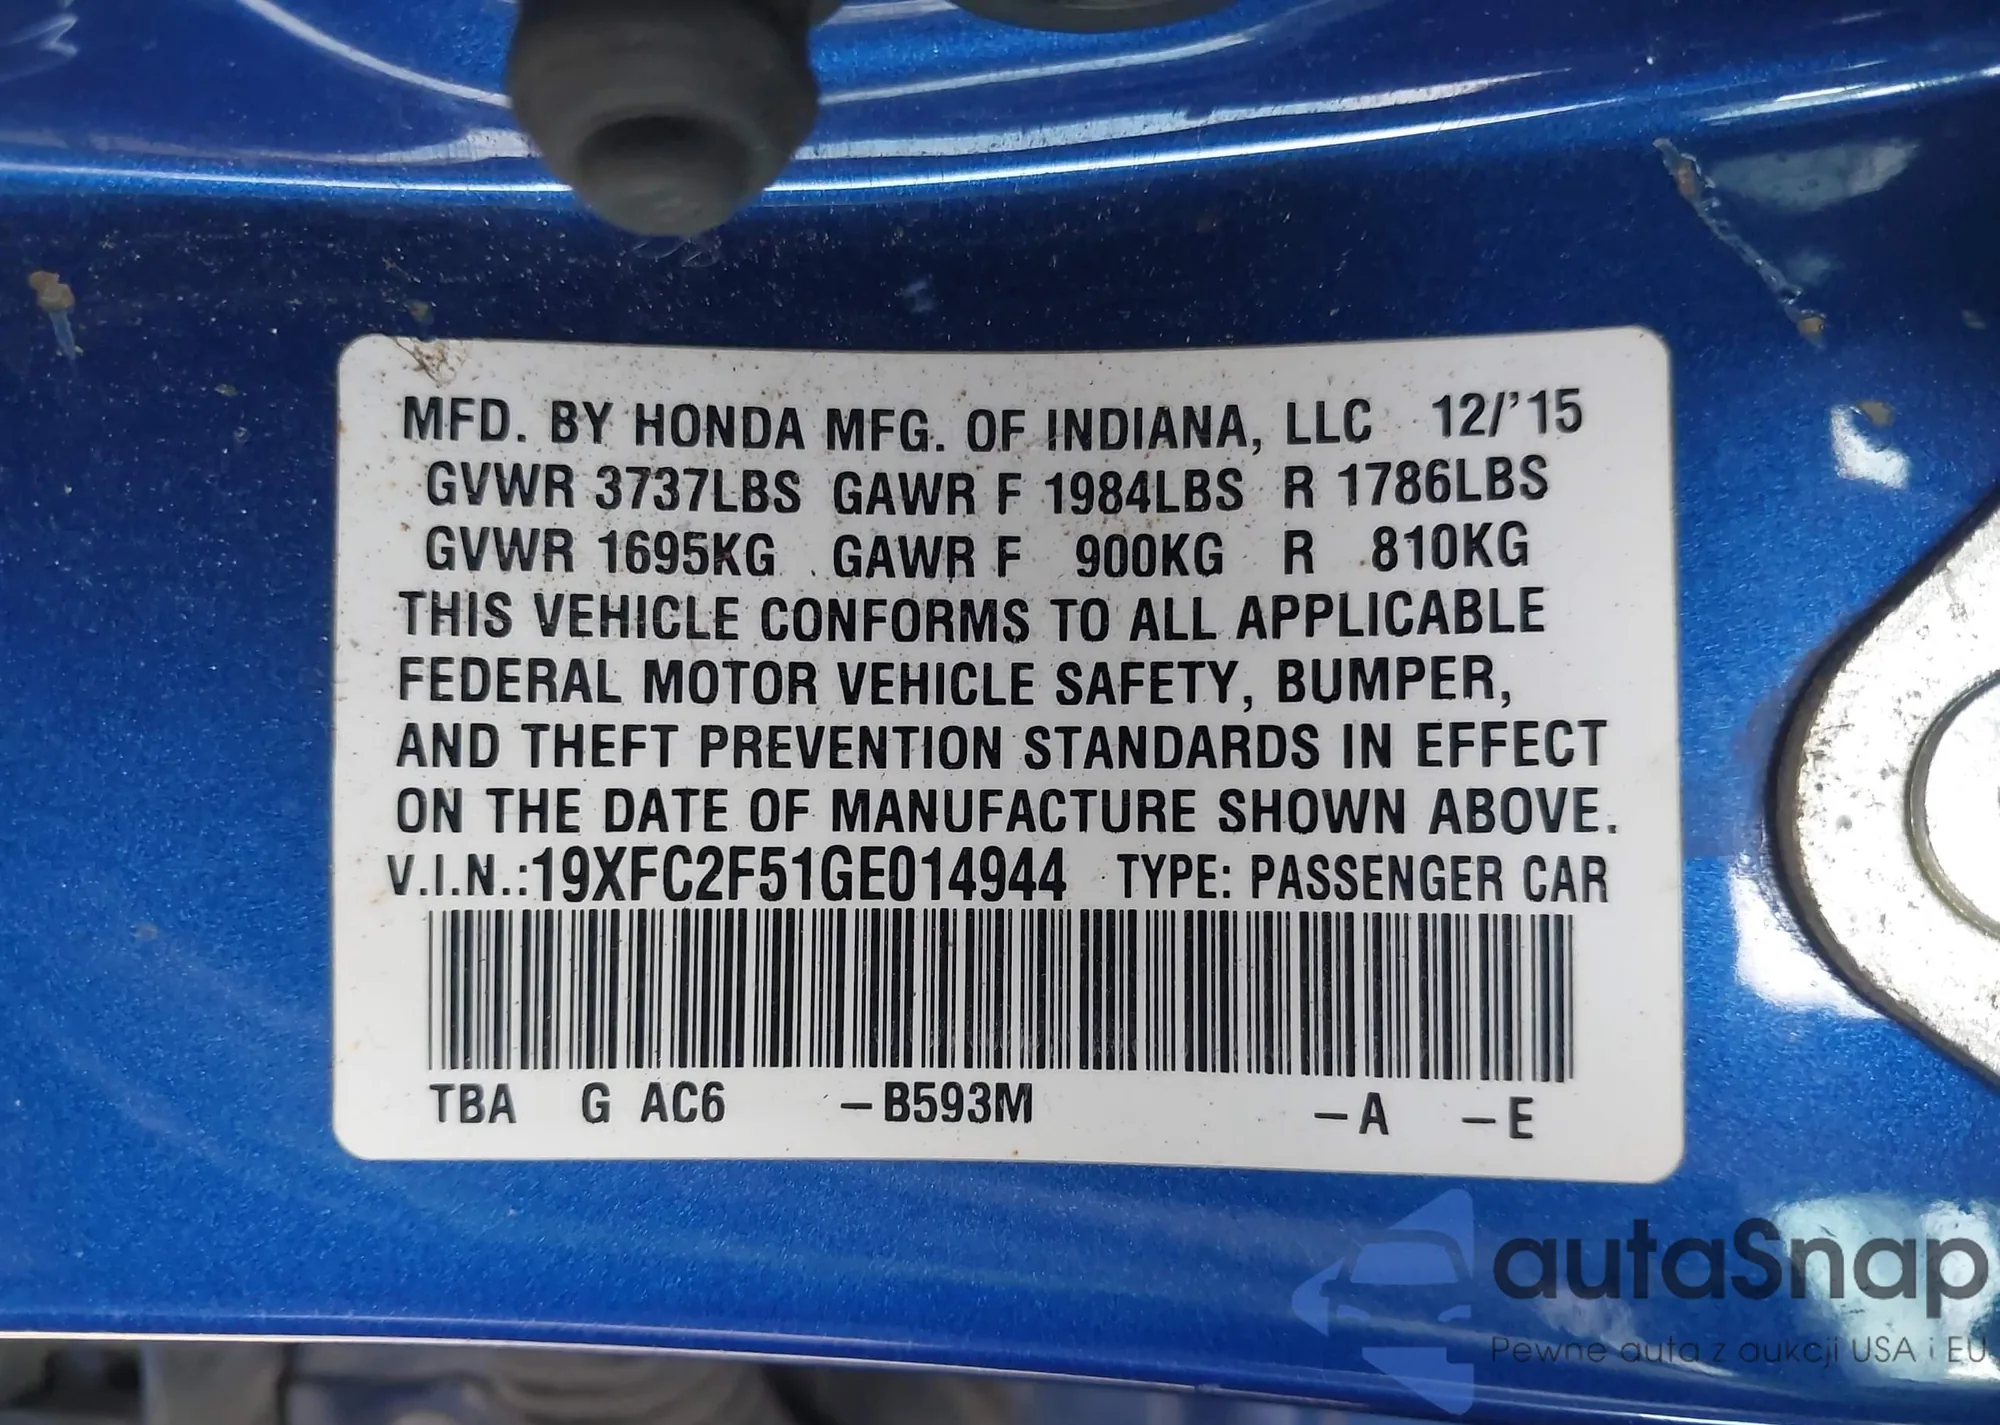 MFD. BY HONDA MFG. OF INDIANA, LLC 12/'15
GVWR 3737LBS GAWR F 1984LBS R 1786LBS
GVWR 1695KG GAWR F 900KG R 810KG
THIS VEHICLE CONFORMS TO ALL APPLICABLE
FEDERAL MOTOR VEHICLE SAFETY, BUMPER,
AND THEFT PREVENTION STANDARDS IN EFFECT
ON THE DATE OF MANUFACTURE SHOWN ABOVE.
V.I.N.:19XFC2F51GE014944 TYPE: PASSENGER CAR
TBA G AC6 -B593M -A -E
autaSnap
Pewne auta z aukcji USA i EU